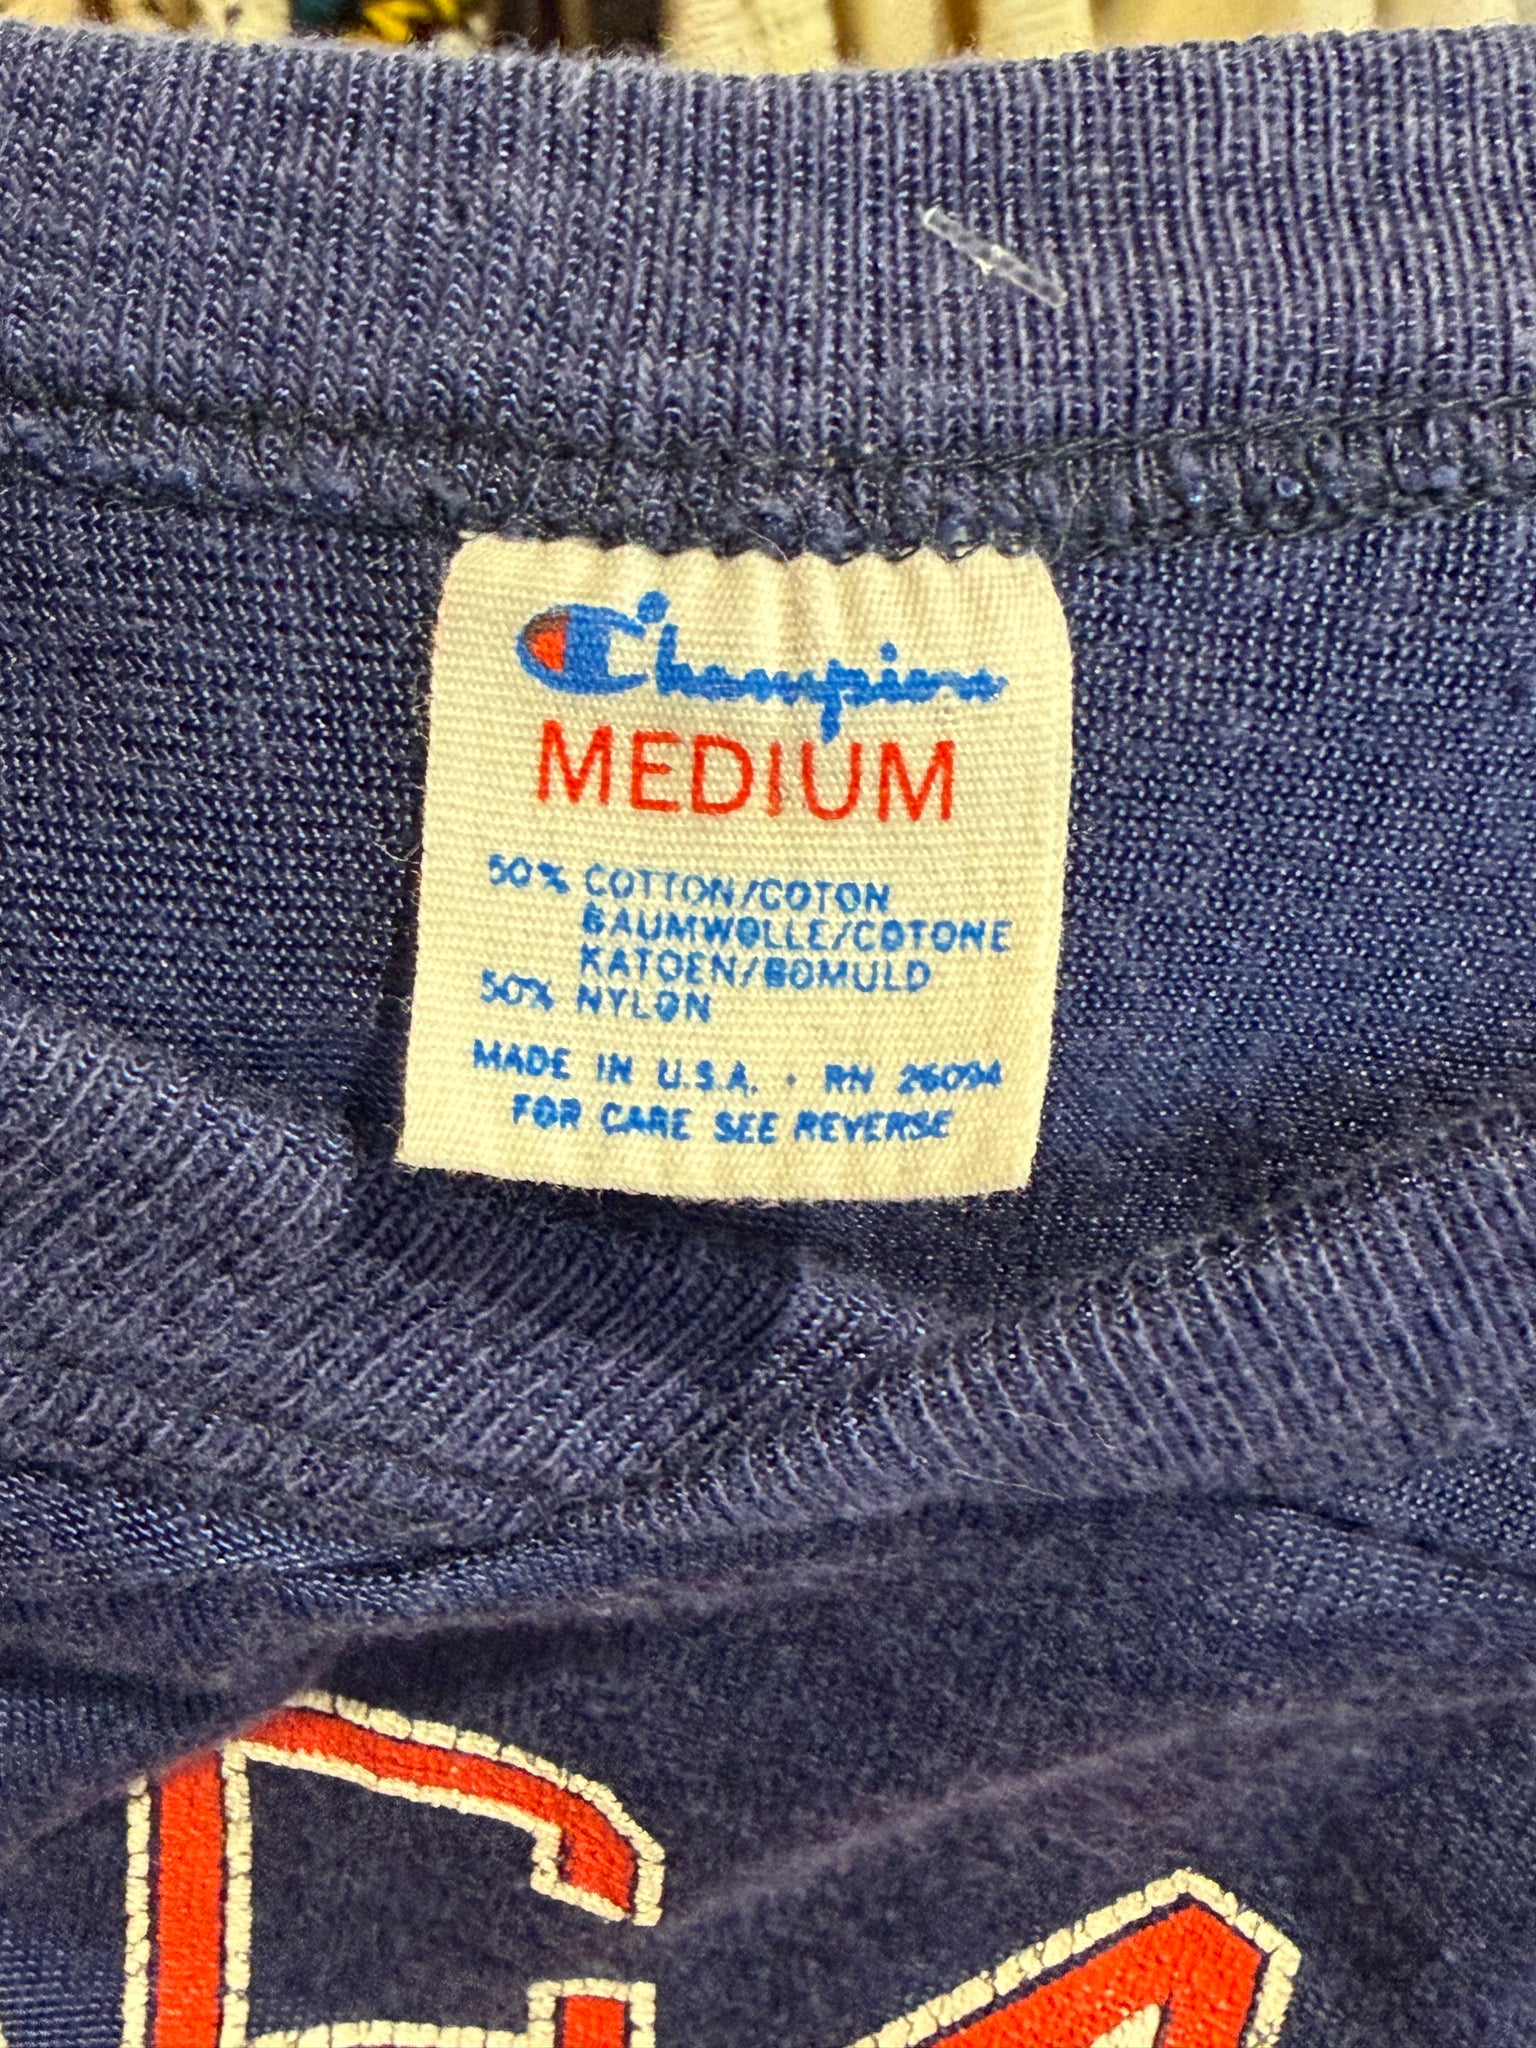 Champion
MEDIUM
50% COTTON/COTON
BAUMWOLLE/COTONE
KATOEN/BOMULD
50% NYLON
MADE IN U.S.A. • RN 26094
FOR CARE SEE REVERSE